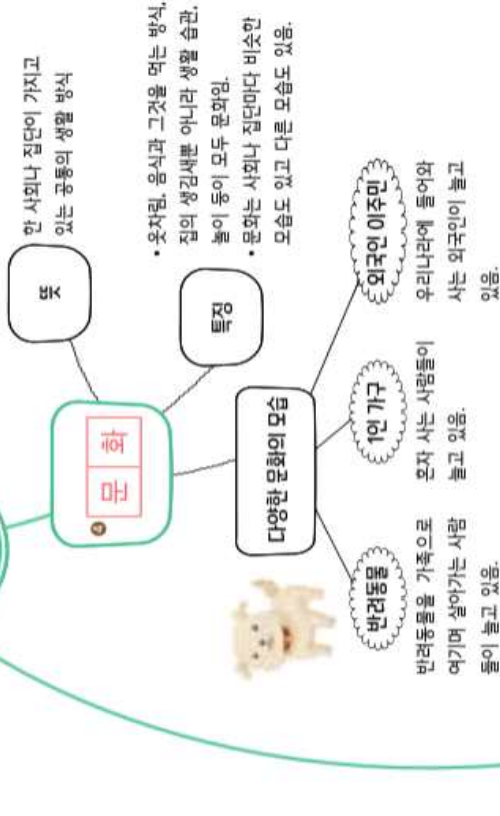 ④ 문 화
뜻
한 사회나 집단이 가지고
있는 공통의 생활 방식
특징
• 옷차림, 음식과 그것을 먹는 방식,
집의 생김새뿐 아니라 생활 습관,
놀이 등이 모두 문화임.
• 문화는 사회나 집단마다 비슷한
모습도 있고 다른 모습도 있음.
다양한 문화의 모습
반려동물
반려동물을 가족으로
여기며 살아가는 사람
들이 늘고 있음.
1인 가구
혼자 사는 사람들이
늘고 있음.
외국인 이주민
우리나라에 들어와
사는 외국인이 늘고
있음.